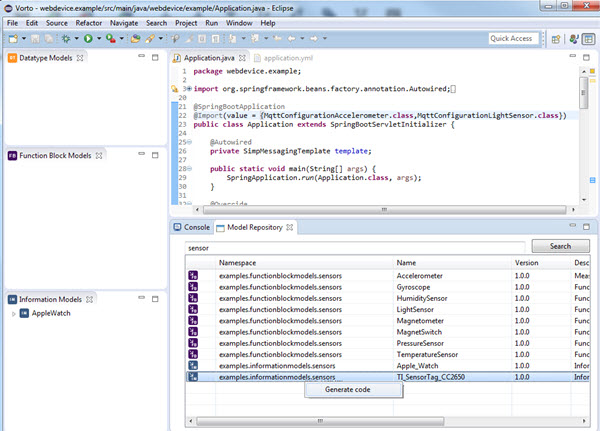 Vorto - webdevice.example/src/main/java/webdevice/example/Application.java - Eclipse
File Edit Source Refactor Navigate Search Project Run Window Help
Quick Access
Datatype Models
Function Block Models
Information Models
AppleWatch
Application.java application.yml
1 package webdevice.example;
2
3 import org.springframework.beans.factory.annotation.Autowired;
20
21 @SpringBootApplication
22 @Import(value = {MqttConfigurationAccelerometer.class,MqttConfigurationLightSensor.class})
23 public class Application extends SpringBootServletInitializer {
24
25 @Autowired
26 private SimpMessagingTemplate template;
27
28 public static void main(String[] args) {
29 SpringApplication.run(Application.class, args);
30 }
31
32 @Override
Console Model Repository
sensor Search
Namespace Name Version Desc
examples.functionblockmodels.sensors Accelerometer 1.0.0 Meas
examples.functionblockmodels.sensors Gyroscope 1.0.0 Func
examples.functionblockmodels.sensors HumiditySensor 1.0.0 Func
examples.functionblockmodels.sensors LightSensor 1.0.0 Func
examples.functionblockmodels.sensors Magnetometer 1.0.0 Func
examples.functionblockmodels.sensors MagnetSwitch 1.0.0 Func
examples.functionblockmodels.sensors PressureSensor 1.0.0 Func
examples.functionblockmodels.sensors TemperatureSensor 1.0.0 Func
examples.informationmodels.sensors Apple_Watch 1.0.0 Infor
examples.informationmodels.sensors TI_SensorTag_CC2650 1.0.0 Infor
Generate code